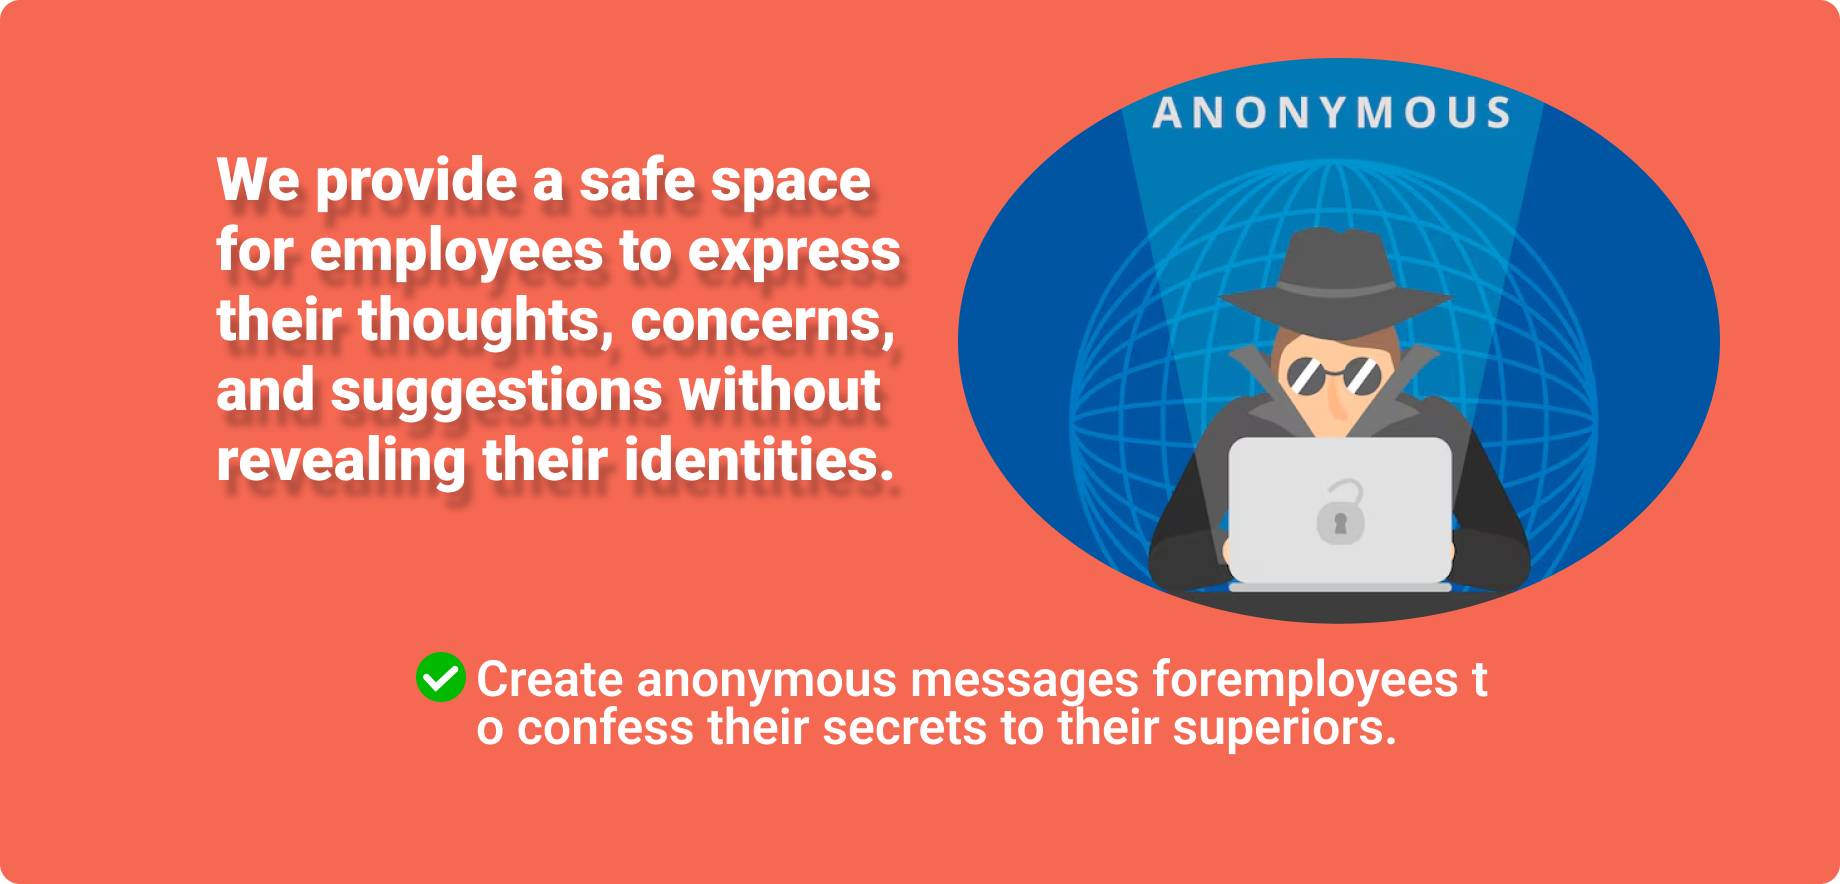 ANONYMOUS
We provide a safe space
for employees to express
their thoughts, concerns,
and suggestions without
revealing their identities.
Create anonymous messages foremployees t
o confess their secrets to their superiors.